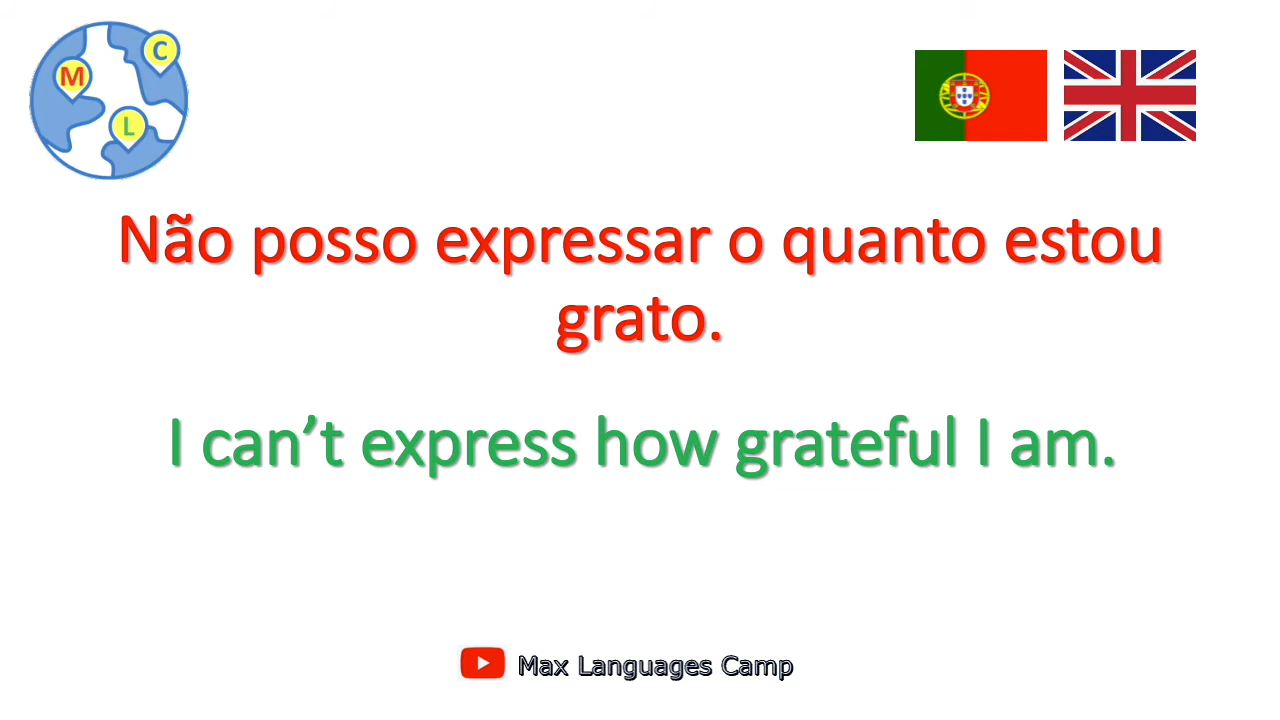 M
C
L
Não posso expressar o quanto estou
grato.
I can’t express how grateful I am.
Max Languages Camp